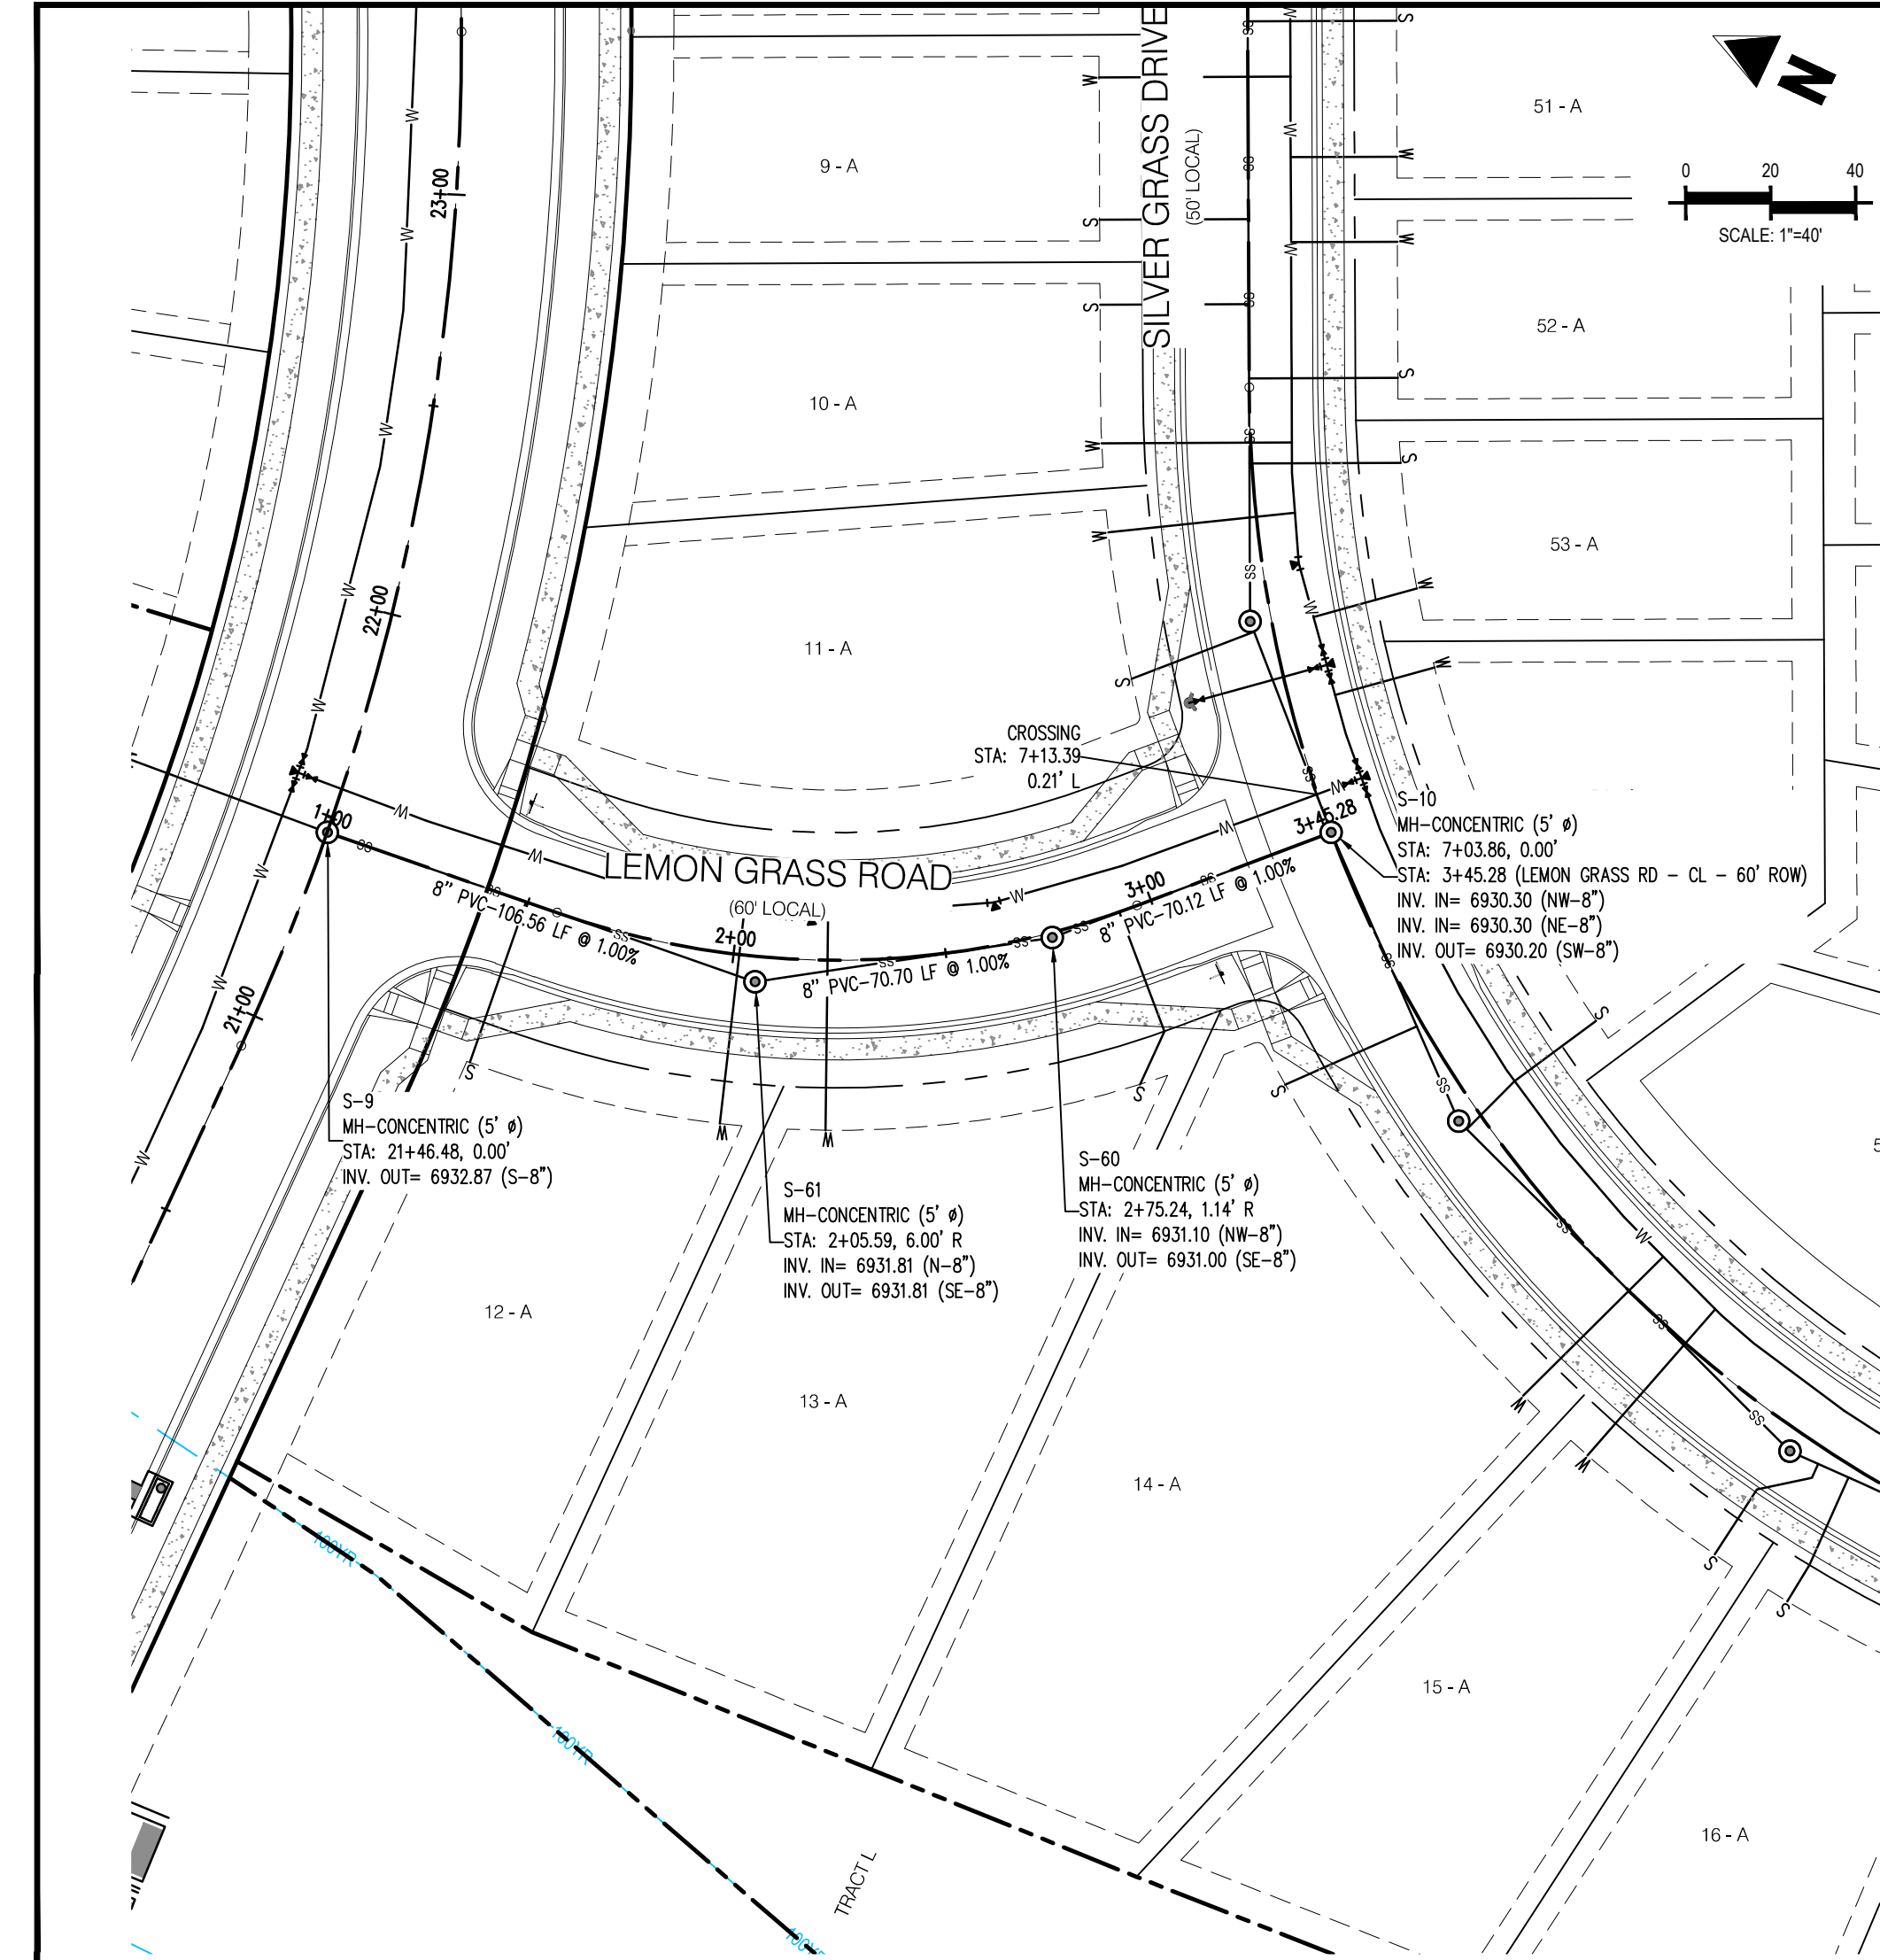 SILVER GRASS DRIVE
(50' LOCAL)
N
0 20 40
SCALE: 1"=40'
51 - A
9 - A
23+00
52 - A
10 - A
53 - A
22+00
11 - A
CROSSING
STA: 7+13.39
0.21' L
1+00
3+45.28
S-10
MH-CONCENTRIC (5' ø)
STA: 7+03.86, 0.00'
STA: 3+45.28 (LEMON GRASS RD - CL - 60' ROW)
INV. IN= 6930.30 (NW-8")
INV. IN= 6930.30 (NE-8")
INV. OUT= 6930.20 (SW-8")
LEMON GRASS ROAD
(60' LOCAL)
8" PVC-106.56 LF @ 1.00%
2+00
8" PVC-70.70 LF @ 1.00%
3+00
8" PVC-70.12 LF @ 1.00%
21+00
S-9
MH-CONCENTRIC (5' ø)
STA: 21+46.48, 0.00'
INV. OUT= 6932.87 (S-8")
S-61
MH-CONCENTRIC (5' ø)
STA: 2+05.59, 6.00' R
INV. IN= 6931.81 (N-8")
INV. OUT= 6931.81 (SE-8")
S-60
MH-CONCENTRIC (5' ø)
STA: 2+75.24, 1.14' R
INV. IN= 6931.10 (NW-8")
INV. OUT= 6931.00 (SE-8")
12 - A
13 - A
14 - A
15 - A
16 - A
100YR
100YR
TRACT L